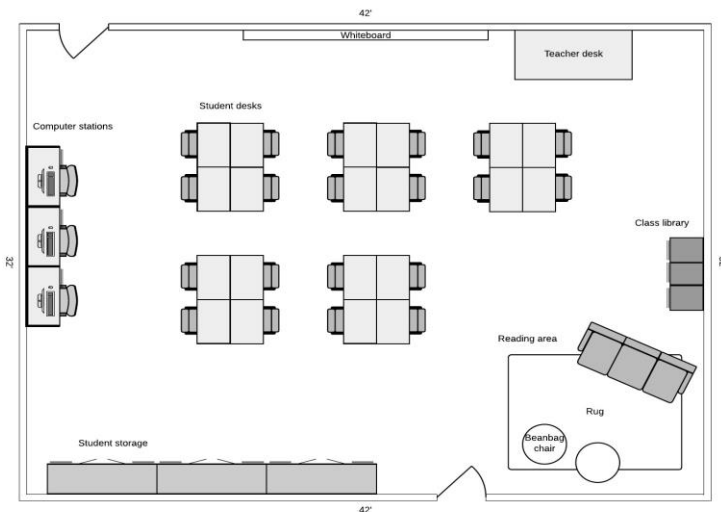 42'
Whiteboard
Teacher desk
Student desks
Computer stations
Class library
32'
Reading area
Rug
Student storage
Beanbag
chair
42'